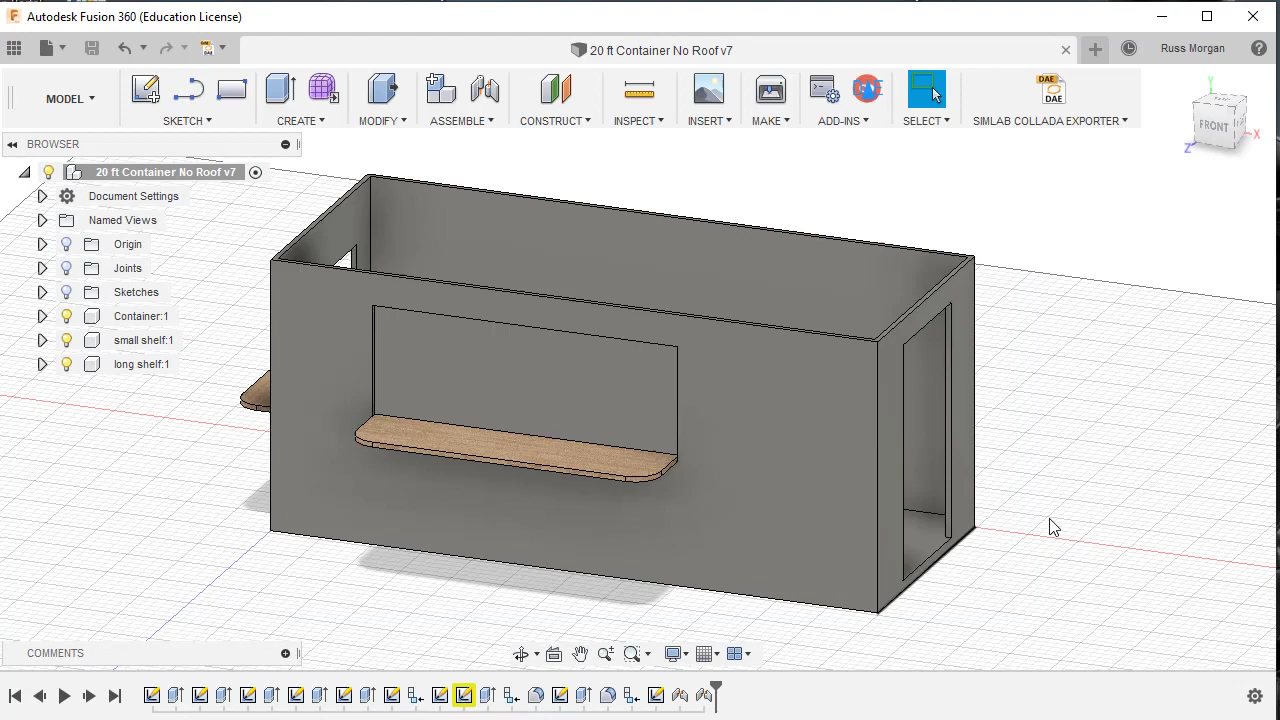 Autodesk Fusion 360 (Education License)
20 ft Container No Roof v7
Russ Morgan
MODEL
SKETCH
CREATE
MODIFY
ASSEMBLE
CONSTRUCT
INSPECT
INSERT
MAKE
ADD-INS
SELECT
DAE
DAE
SIMLAB COLLADA EXPORTER
Y
FRONT
X
Z
BROWSER
20 ft Container No Roof v7
Document Settings
Named Views
Origin
Joints
Sketches
Container:1
small shelf:1
long shelf:1
COMMENTS